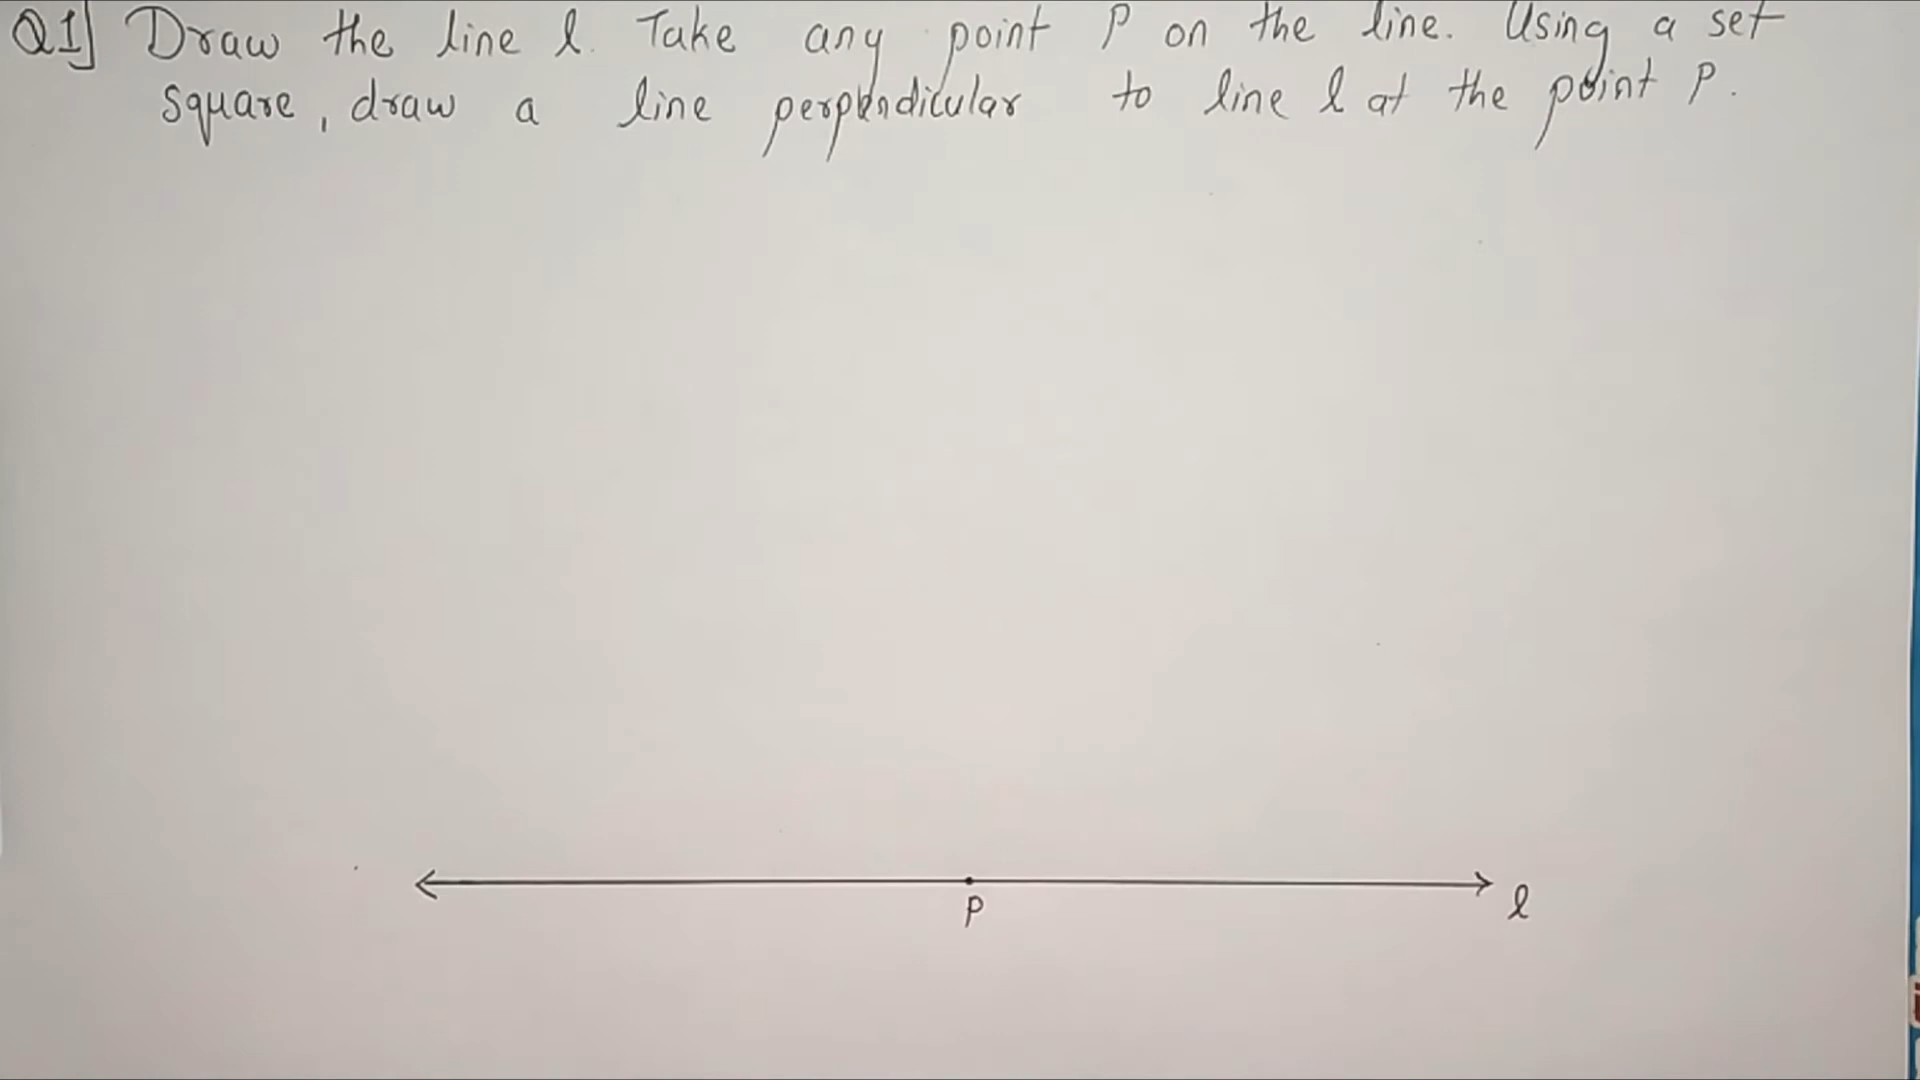 Q1] Draw the line l. Take any point P on the line. Using a set
square, draw a line perpendicular to line l at the point P.
P
l